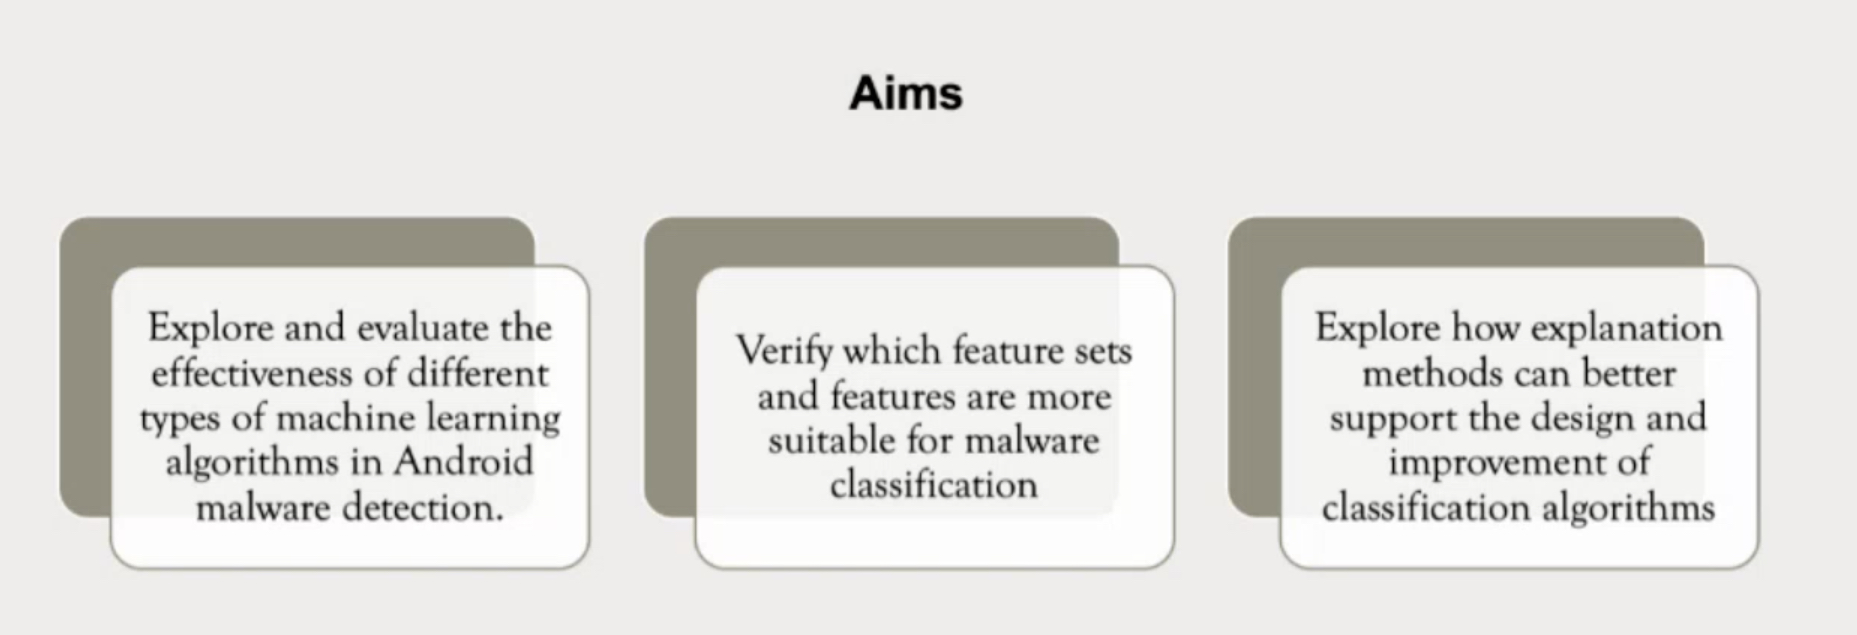 Aims
Explore and evaluate the
effectiveness of different
types of machine learning
algorithms in Android
malware detection.
Verify which feature sets
and features are more
suitable for malware
classification
Explore how explanation
methods can better
support the design and
improvement of
classification algorithms